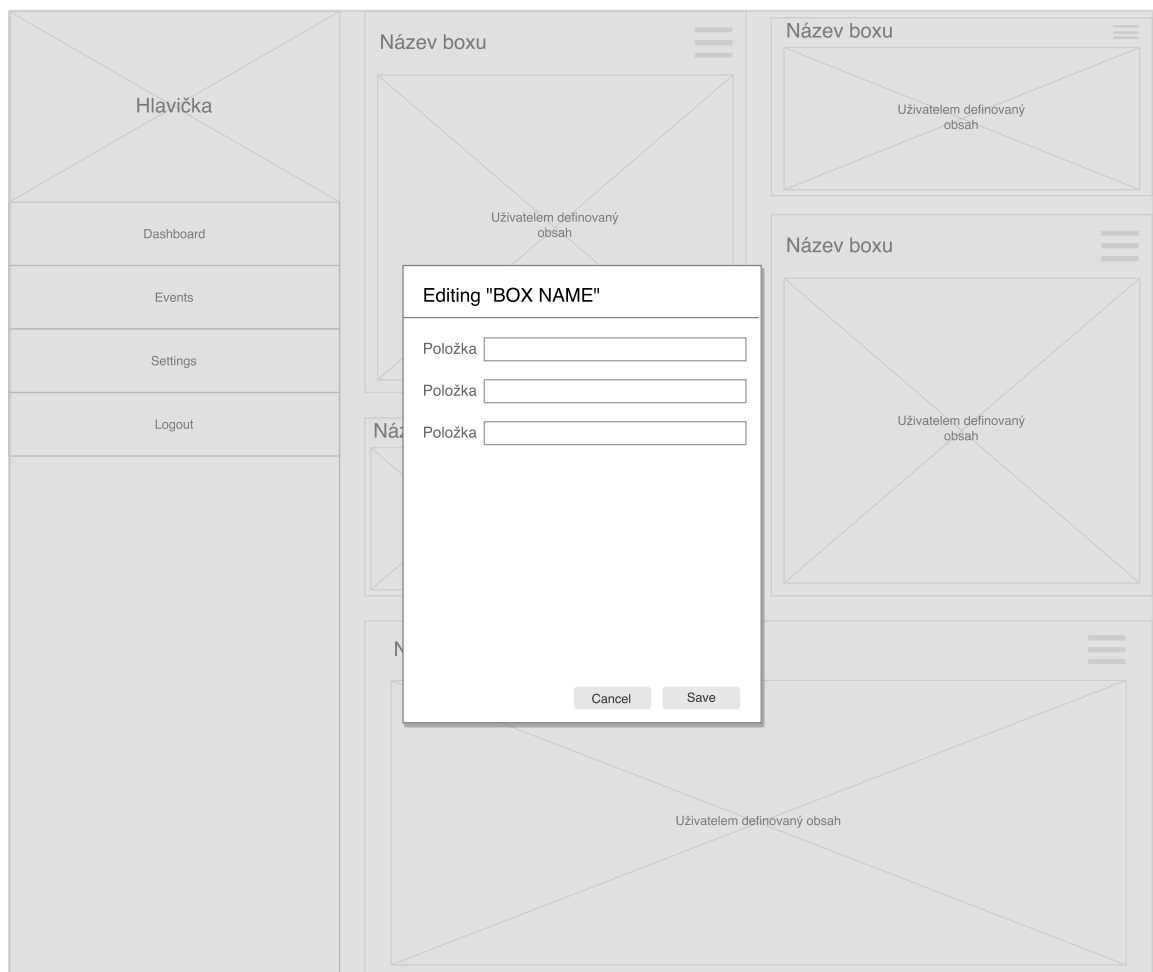 Hlavička
Dashboard
Events
Settings
Logout
Název boxu
Uživatelem definovaný
obsah
Název boxu
Uživatelem definovaný
obsah
Název boxu
Uživatelem definovaný
obsah
Editing "BOX NAME"
Položka
Položka
Položka
Cancel
Save
Uživatelem definovaný obsah